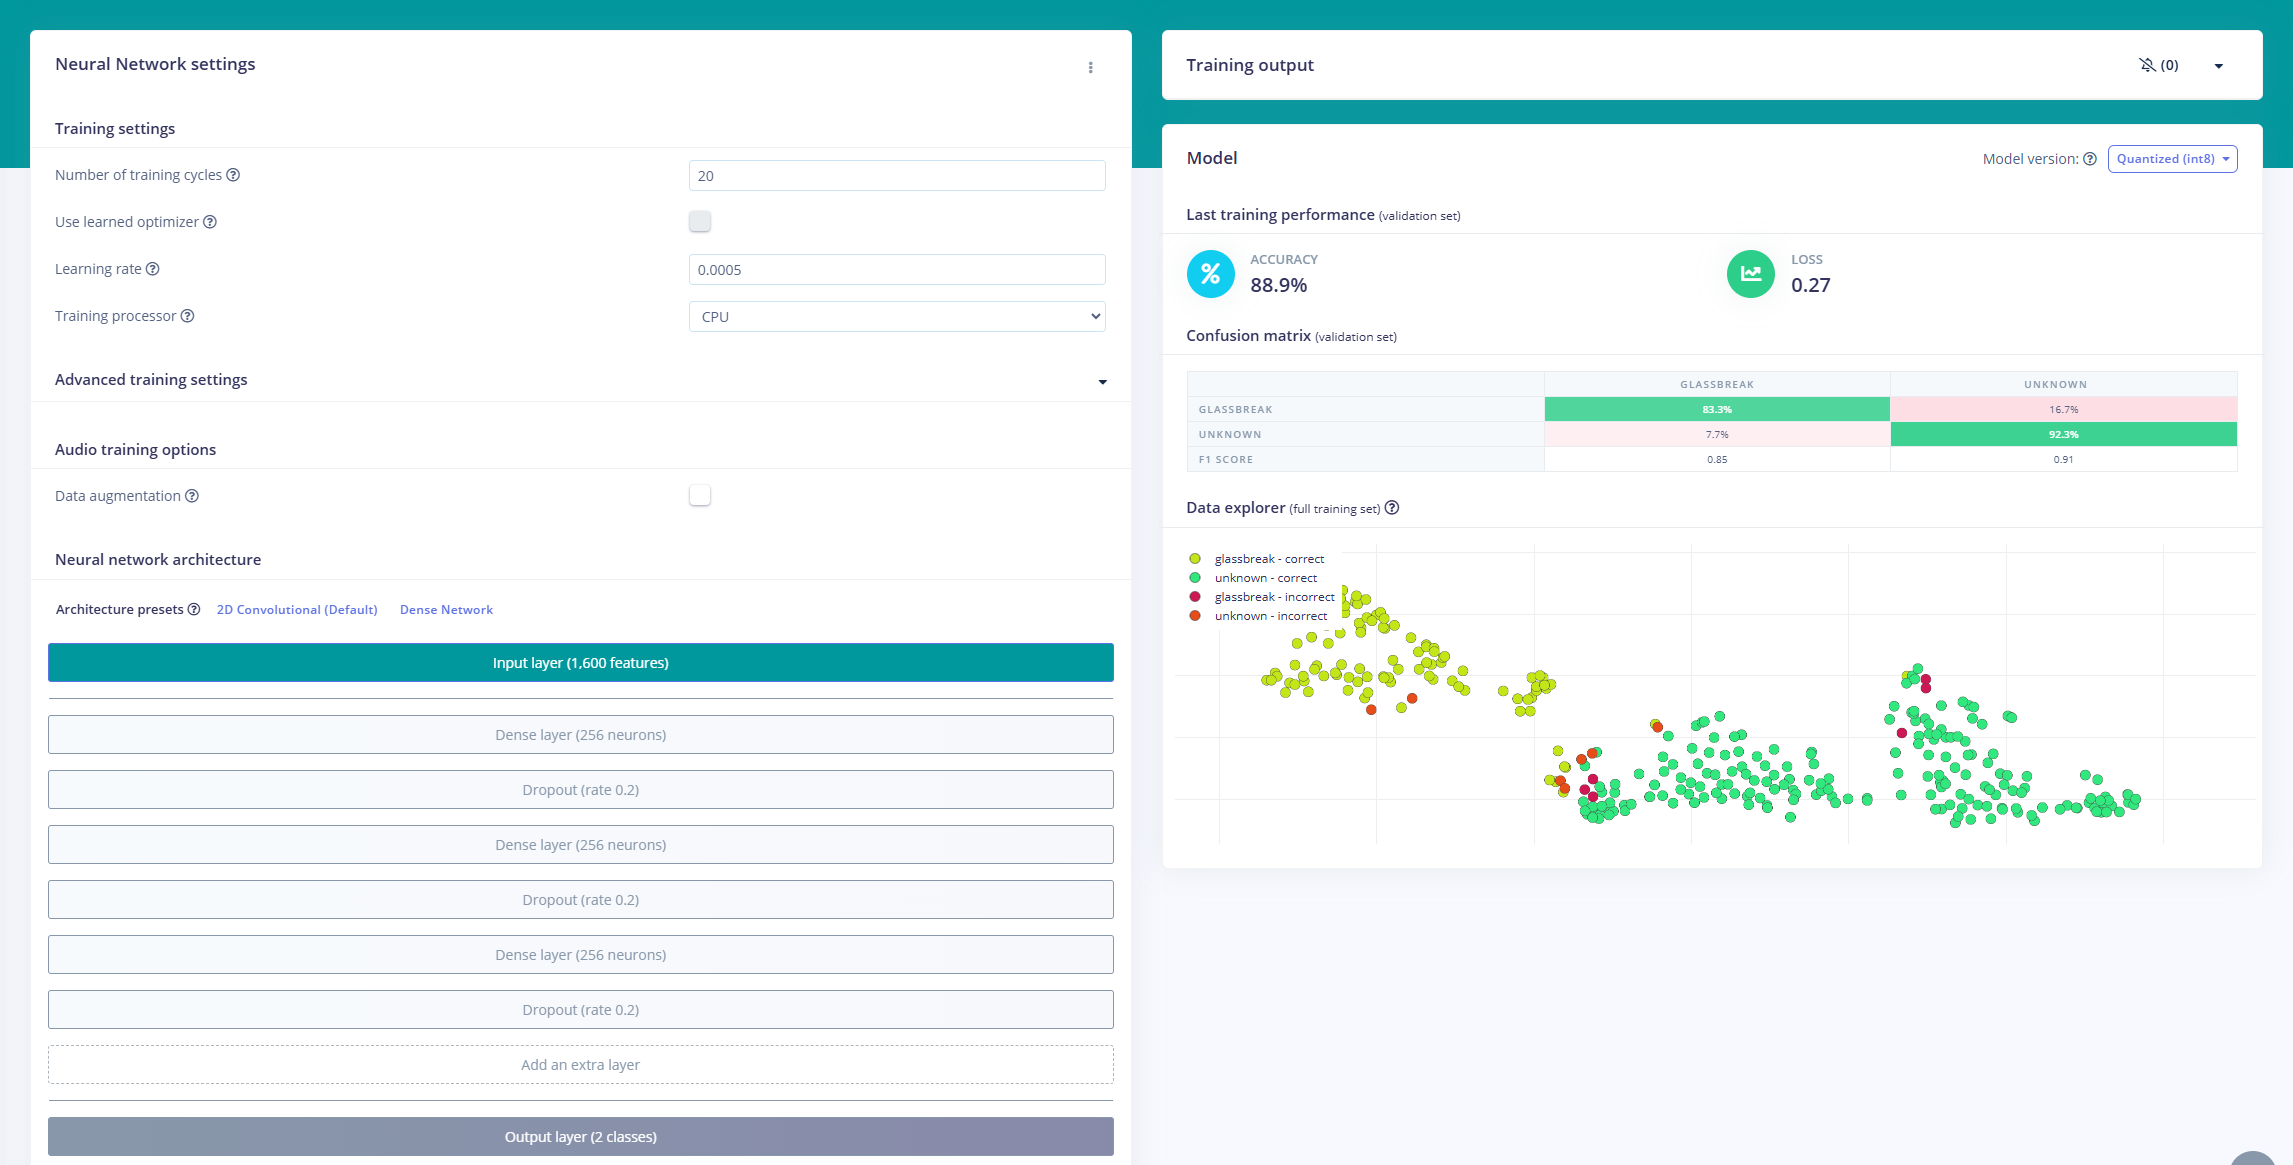 Neural Network settings
Training settings
Number of training cycles
20
Use learned optimizer
Learning rate
0.0005
Training processor
CPU
Advanced training settings
Audio training options
Data augmentation
Neural network architecture
Architecture presets 2D Convolutional (Default) Dense Network
Input layer (1,600 features)
Dense layer (256 neurons)
Dropout (rate 0.2)
Dense layer (256 neurons)
Dropout (rate 0.2)
Dense layer (256 neurons)
Dropout (rate 0.2)
Add an extra layer
Output layer (2 classes)
Training output
(0)
Model
Model version: Quantized (int8)
Last training performance (validation set)
% ACCURACY
88.9%
LOSS
0.27
Confusion matrix (validation set)
GLASSBREAK UNKNOWN
GLASSBREAK 83.3% 16.7%
UNKNOWN 7.7% 92.3%
F1 SCORE 0.85 0.91
Data explorer (full training set)
glassbreak - correct
unknown - correct
glassbreak - incorrect
unknown - incorrect